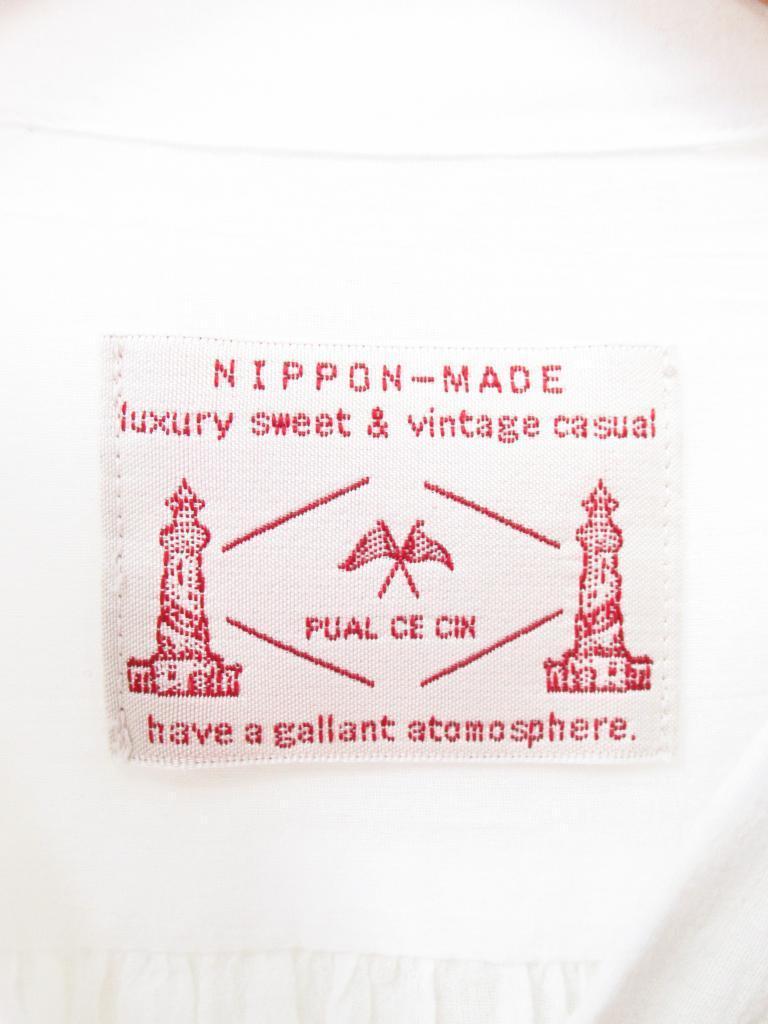 NIPPON-MADE
luxury sweet & vintage casual
PUAL CE CIN
have a gallant atomosphere.